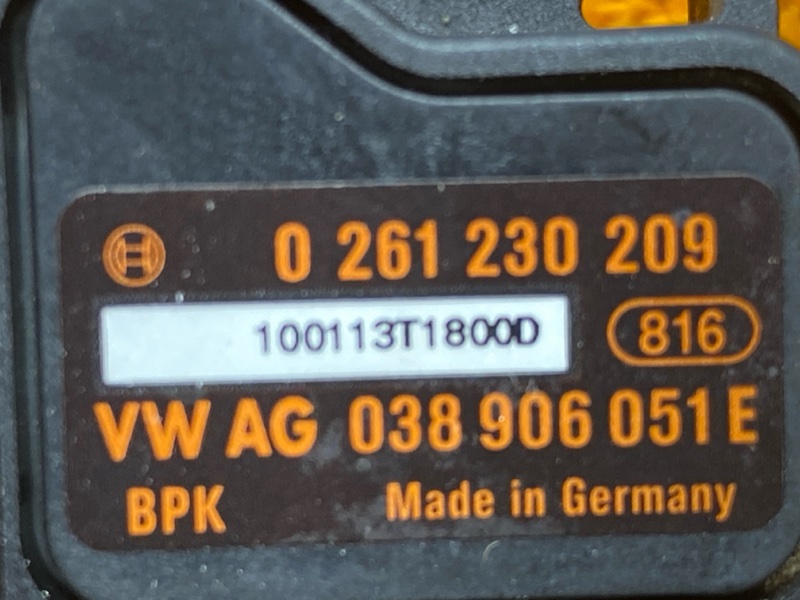 0 261 230 209
100113T1800D
816
VW AG 038 906 051 E
BPK Made in Germany